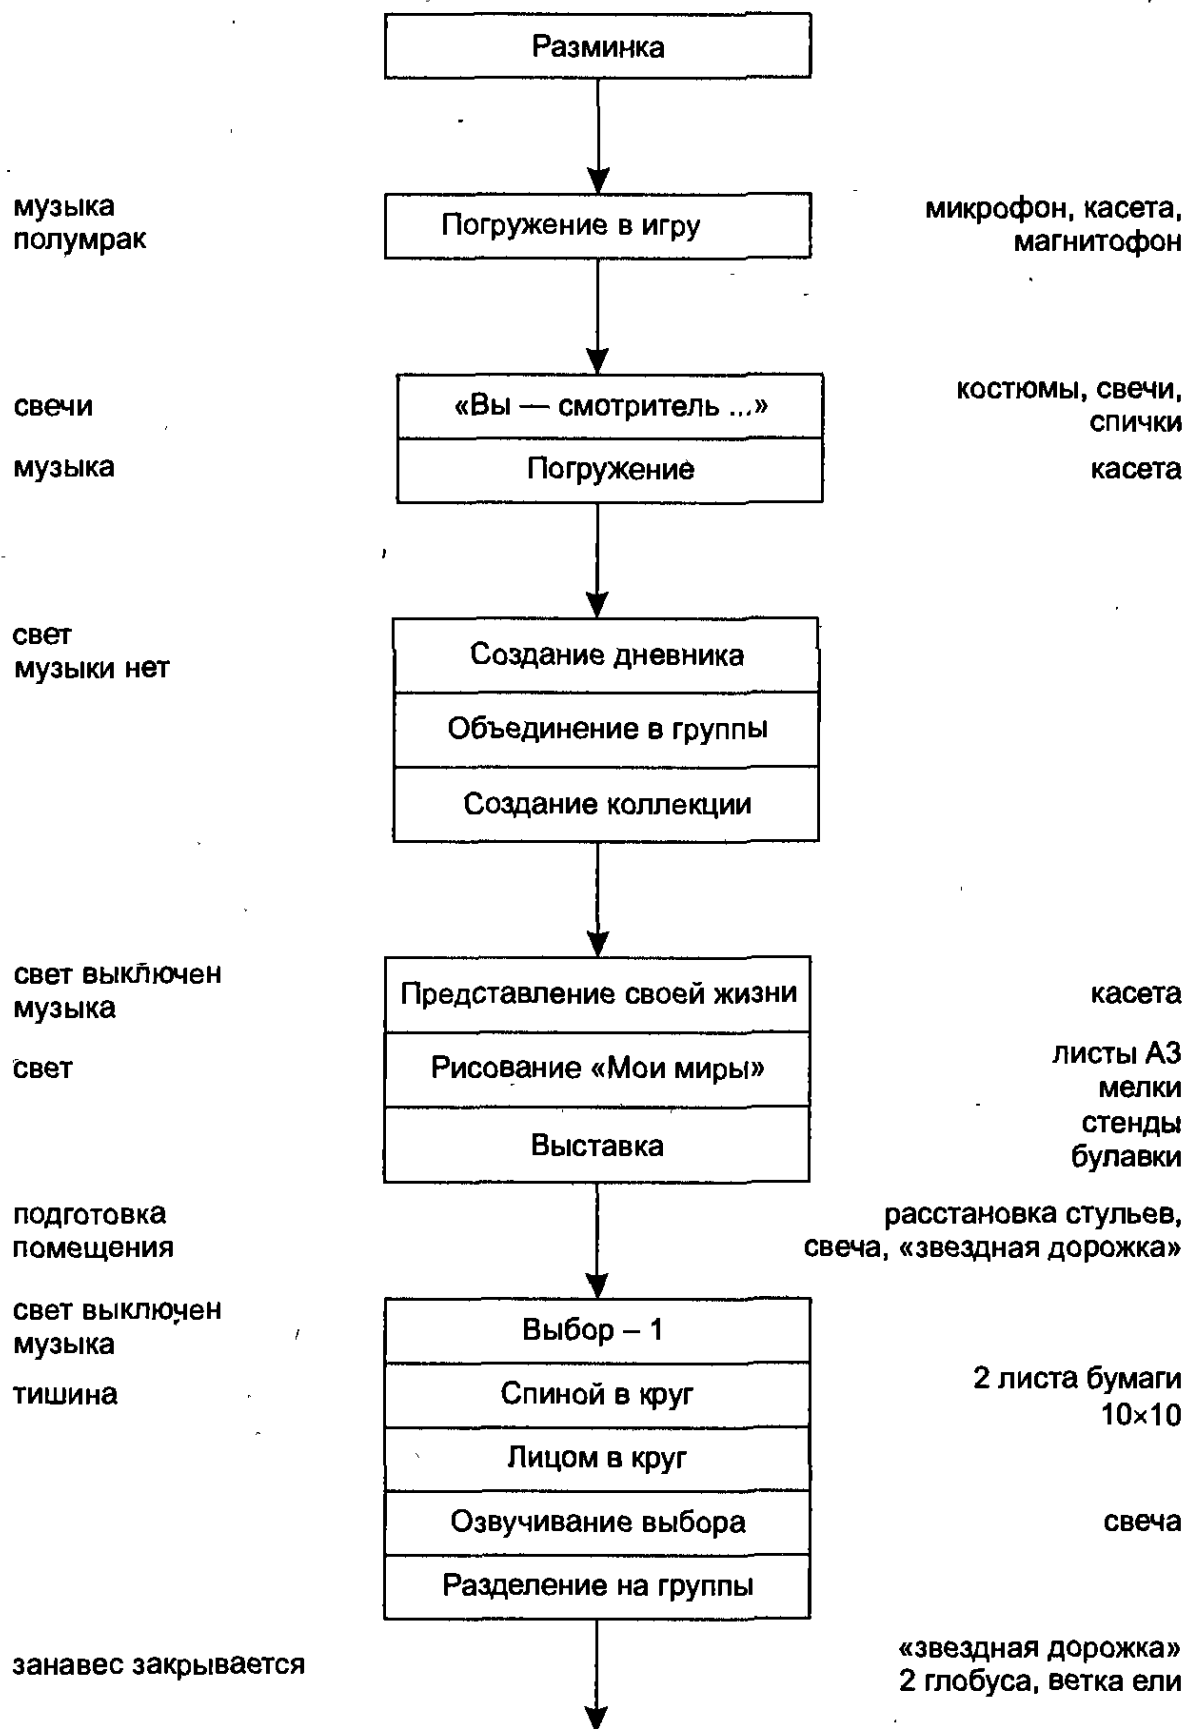 Разминка
музыка
полумрак
Погружение в игру
микрофон, касета,
магнитофон
свечи
«Вы — смотритель ...»
костюмы, свечи,
спички
музыка
Погружение
касета
свет
музыки нет
Создание дневника
Объединение в группы
Создание коллекции
свет выключен
музыка
Представление своей жизни
касета
свет
Рисование «Мои миры»
листы А3
мелки
Выставка
стенды
булавки
подготовка
помещения
расстановка стульев,
свеча, «звездная дорожка»
свет выключен
музыка
Выбор – 1
тишина
Спиной в круг
2 листа бумаги
10×10
Лицом в круг
Озвучивание выбора
свеча
Разделение на группы
занавес закрывается
«звездная дорожка»
2 глобуса, ветка ели